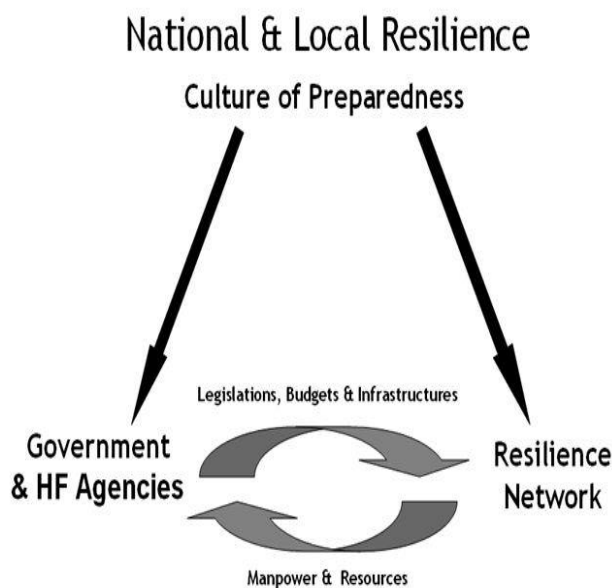 National & Local Resilience
Culture of Preparedness
Legislations, Budgets & Infrastructures
Government
& HF Agencies
Resilience
Network
Manpower & Resources